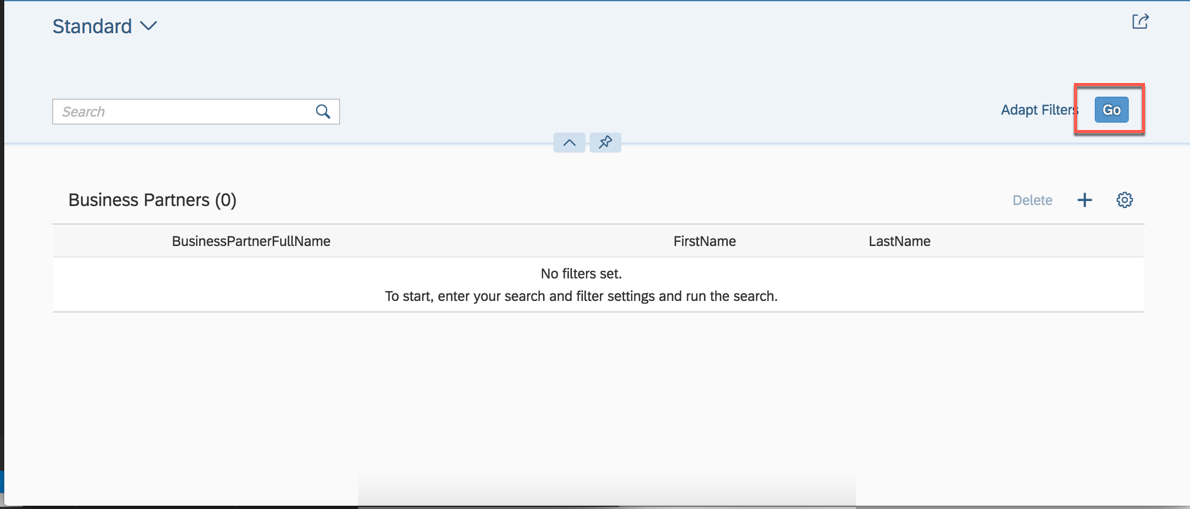 Standard
Search
Adapt Filters
Go
Business Partners (0)
Delete
BusinessPartnerFullName FirstName LastName
No filters set.
To start, enter your search and filter settings and run the search.